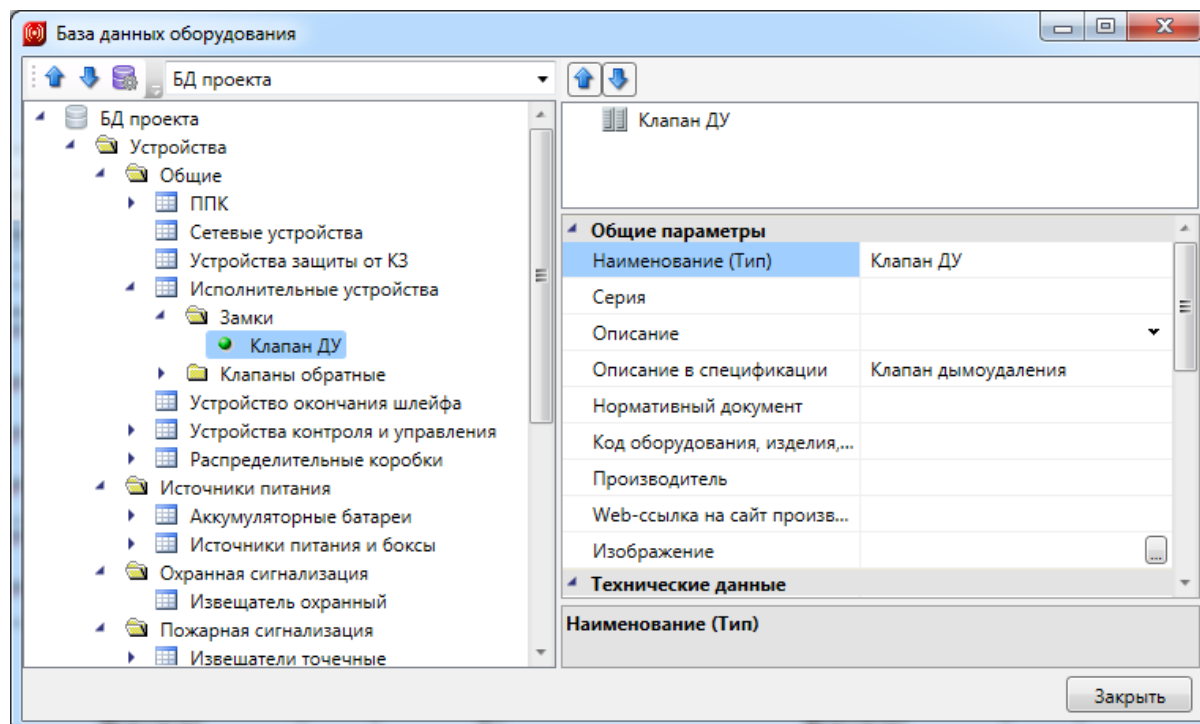 База данных оборудования
БД проекта
БД проекта
Устройства
Общие
ППК
Сетевые устройства
Устройства защиты от КЗ
Исполнительные устройства
Замки
Клапан ДУ
Клапаны обратные
Устройство окончания шлейфа
Устройства контроля и управления
Распределительные коробки
Источники питания
Аккумуляторные батареи
Источники питания и боксы
Охранная сигнализация
Извещатель охранный
Пожарная сигнализация
Извещатели точечные
Клапан ДУ
Общие параметры
Наименование (Тип) Клапан ДУ
Серия
Описание
Описание в спецификации Клапан дымоудаления
Нормативный документ
Код оборудования, изделия,...
Производитель
Web-ссылка на сайт произв...
Изображение ...
Технические данные
Наименование (Тип)
Закрыть